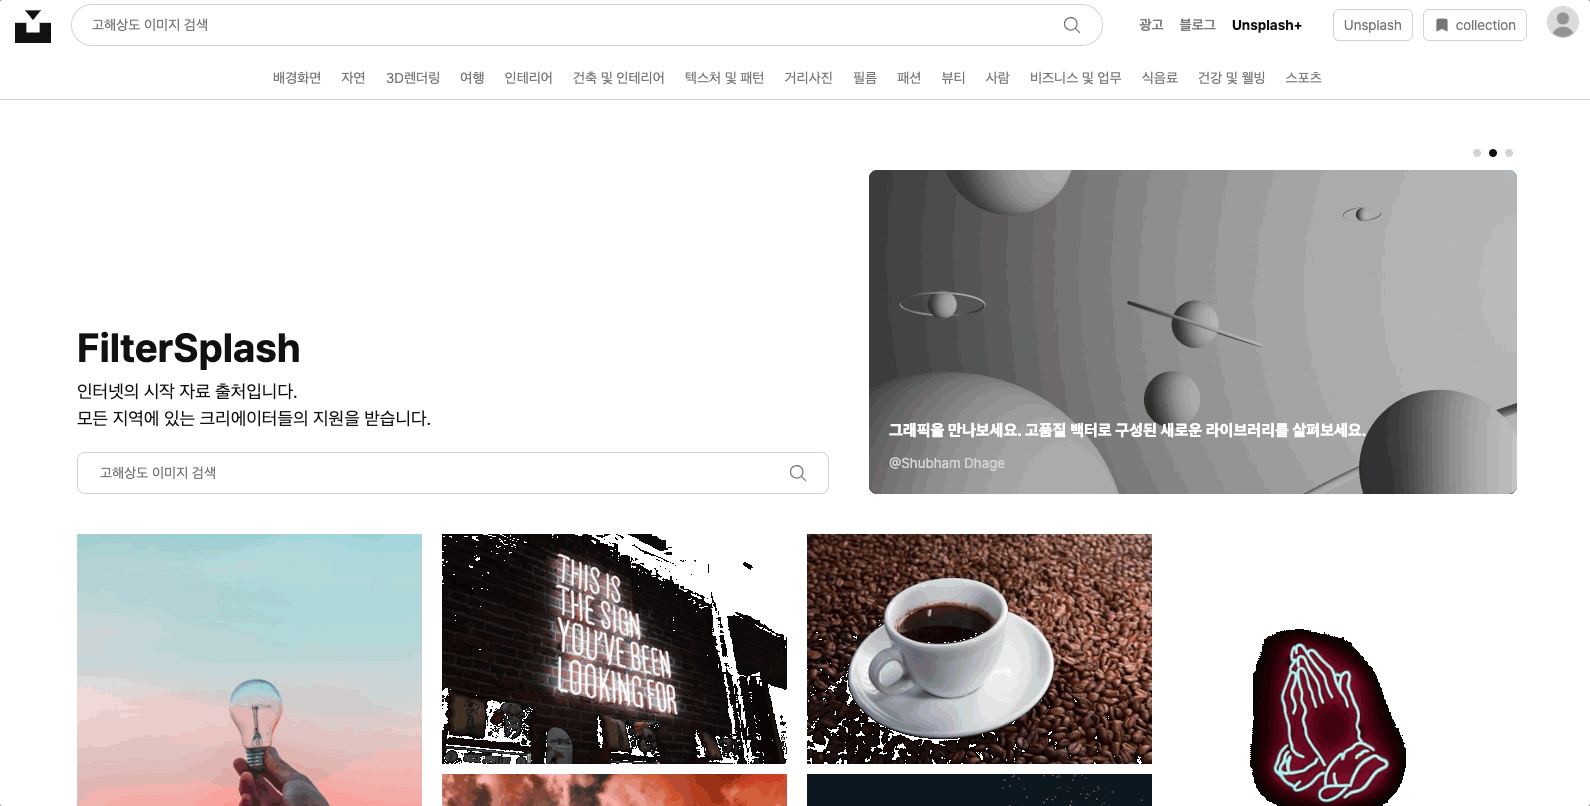 고해상도 이미지 검색
광고 블로그 Unsplash+ Unsplash collection
배경화면 자연 3D렌더링 여행 인테리어 건축 및 인테리어 텍스처 및 패턴 거리사진 필름 패션 뷰티 사람 비즈니스 및 업무 식음료 건강 및 웰빙 스포츠
FilterSplash
인터넷의 시작 자료 출처입니다.
모든 지역에 있는 크리에이터들의 지원을 받습니다.
고해상도 이미지 검색
그래픽을 만나보세요. 고품질 백터로 구성된 새로운 라이브러리를 살펴보세요.
@Shubham Dhage
THIS IS
THE SIGN
YOU'VE BEEN
LOOKING FOR